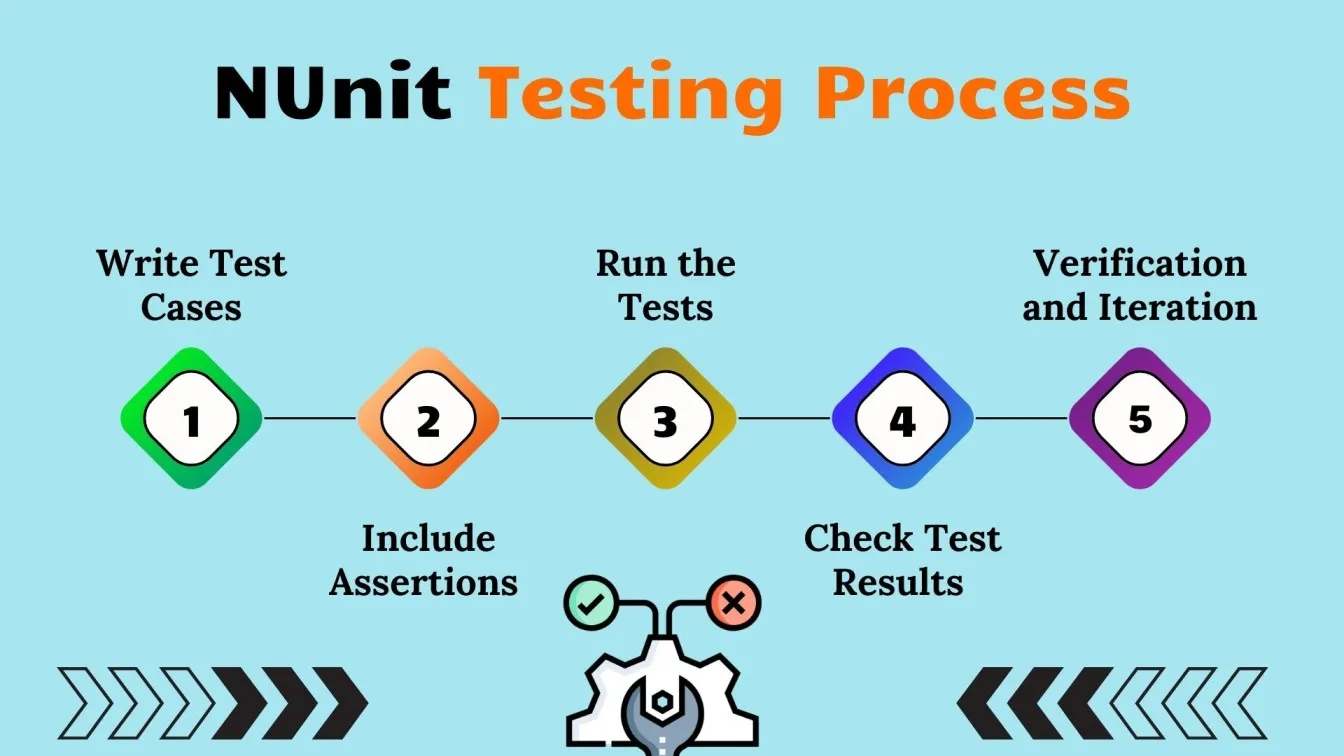 NUnit Testing Process
Write Test
Cases
Run the
Tests
Verification
and Iteration
1
2
3
4
5
Include
Assertions
Check Test
Results